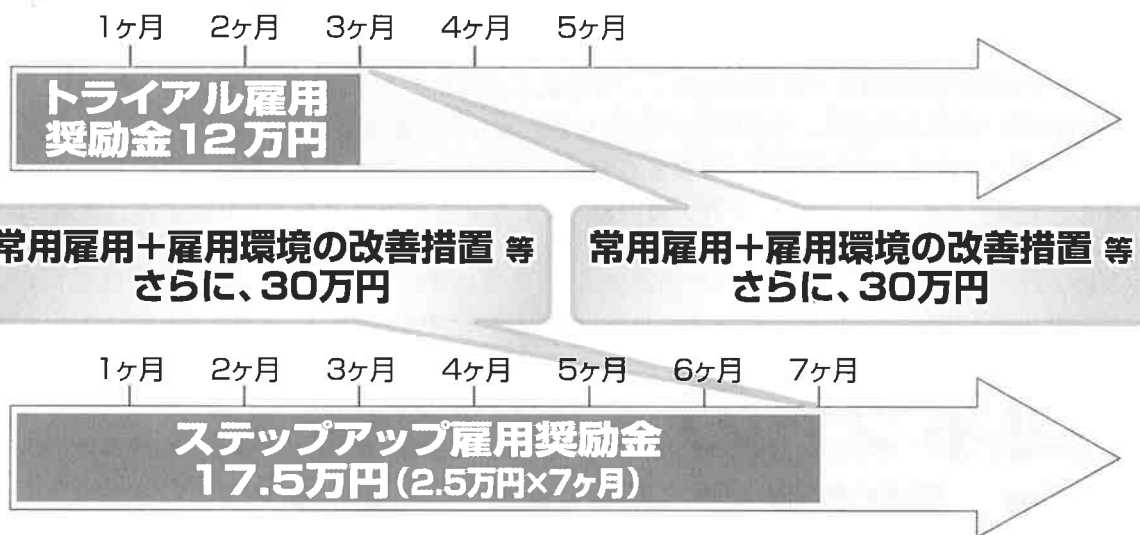 1ヶ月 2ヶ月 3ヶ月 4ヶ月 5ヶ月
トライアル雇用
奨励金12万円
常用雇用＋雇用環境の改善措置 等
さらに、30万円
常用雇用＋雇用環境の改善措置 等
さらに、30万円
1ヶ月 2ヶ月 3ヶ月 4ヶ月 5ヶ月 6ヶ月 7ヶ月
ステップアップ雇用奨励金
17.5万円（2.5万円×7ヶ月）